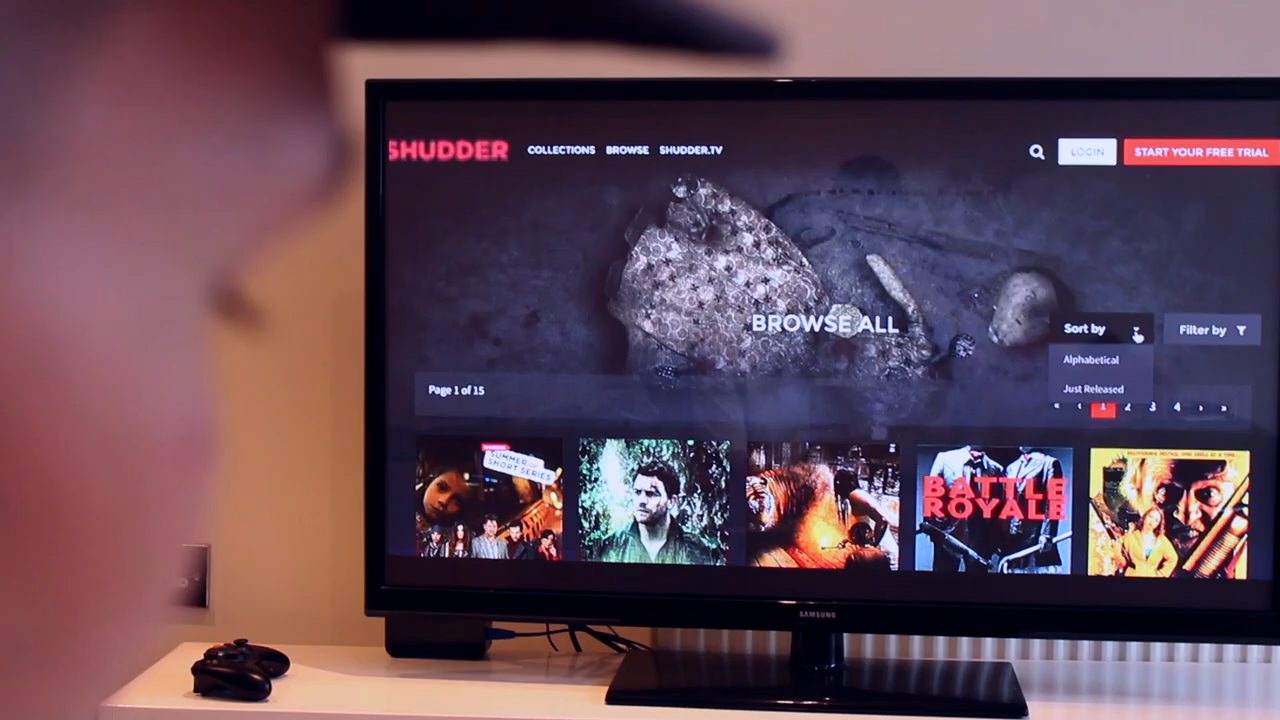 SHUDDER
COLLECTIONS BROWSE SHUDDER.TV
LOGIN
START YOUR FREE TRIAL
BROWSE ALL
Sort by
Filter by
Alphabetical
Just Released
Page 1 of 15
« ‹ 1 2 3 4 › »
SUMMER OF
SHORT SERIES
BATTLE
ROYALE
SAMSUNG